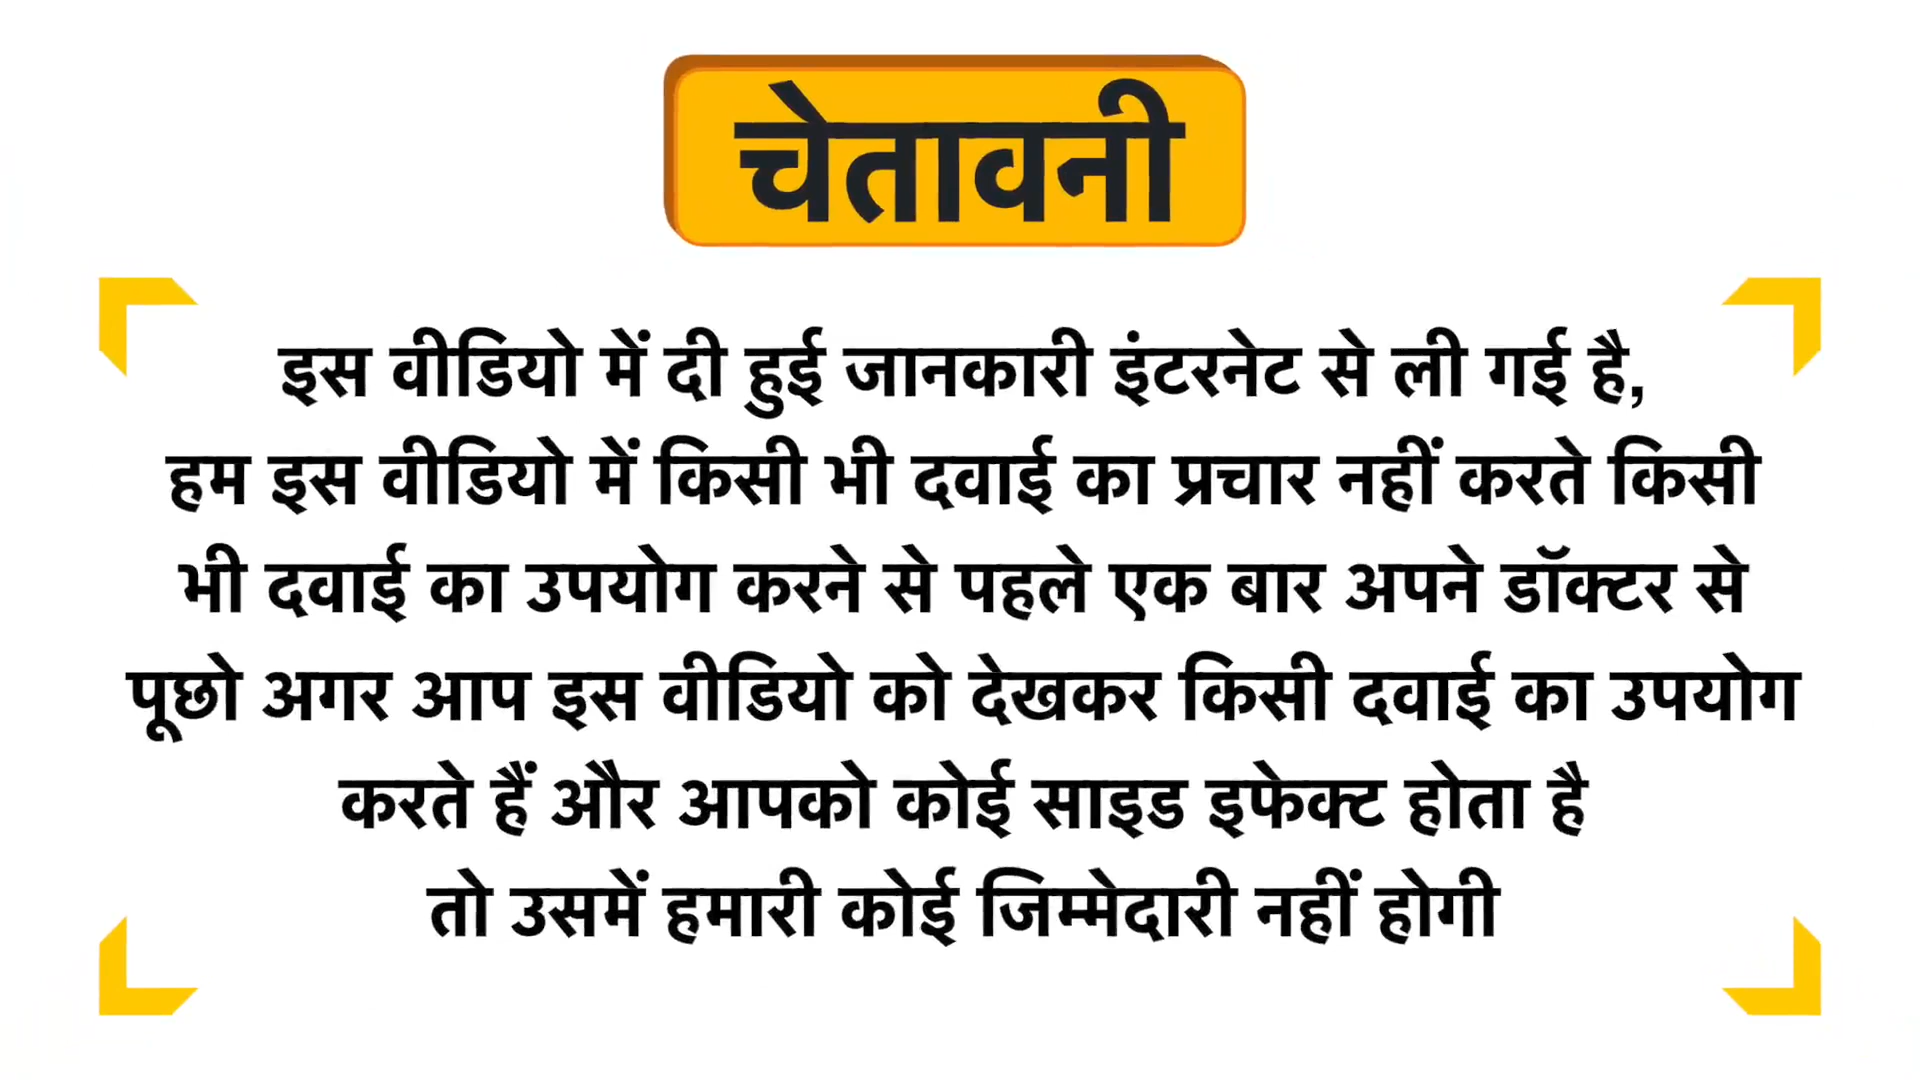 चेतावनी
इस वीडियो में दी हुई जानकारी इंटरनेट से ली गई है,
हम इस वीडियो में किसी भी दवाई का प्रचार नहीं करते किसी
भी दवाई का उपयोग करने से पहले एक बार अपने डॉक्टर से
पूछो अगर आप इस वीडियो को देखकर किसी दवाई का उपयोग
करते हैं और आपको कोई साइड इफेक्ट होता है
तो उसमें हमारी कोई जिम्मेदारी नहीं होगी